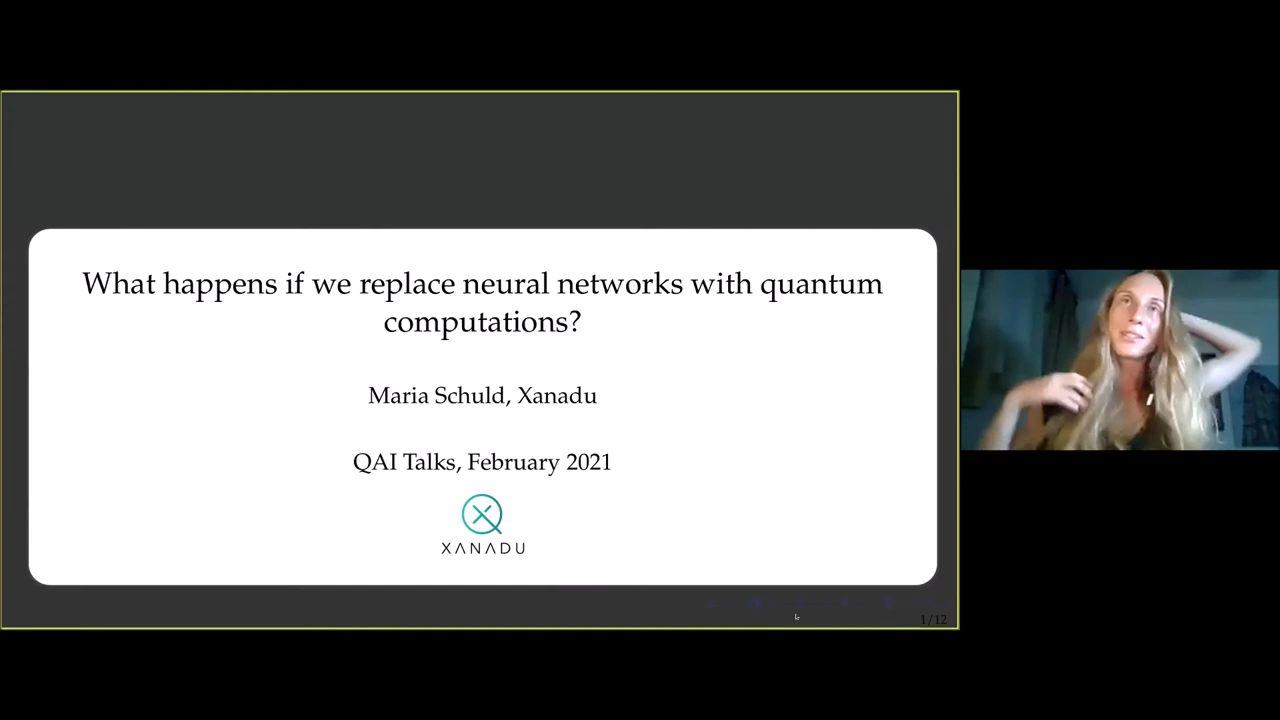 What happens if we replace neural networks with quantum
computations?
Maria Schuld, Xanadu
QAI Talks, February 2021
XANADU
1/12